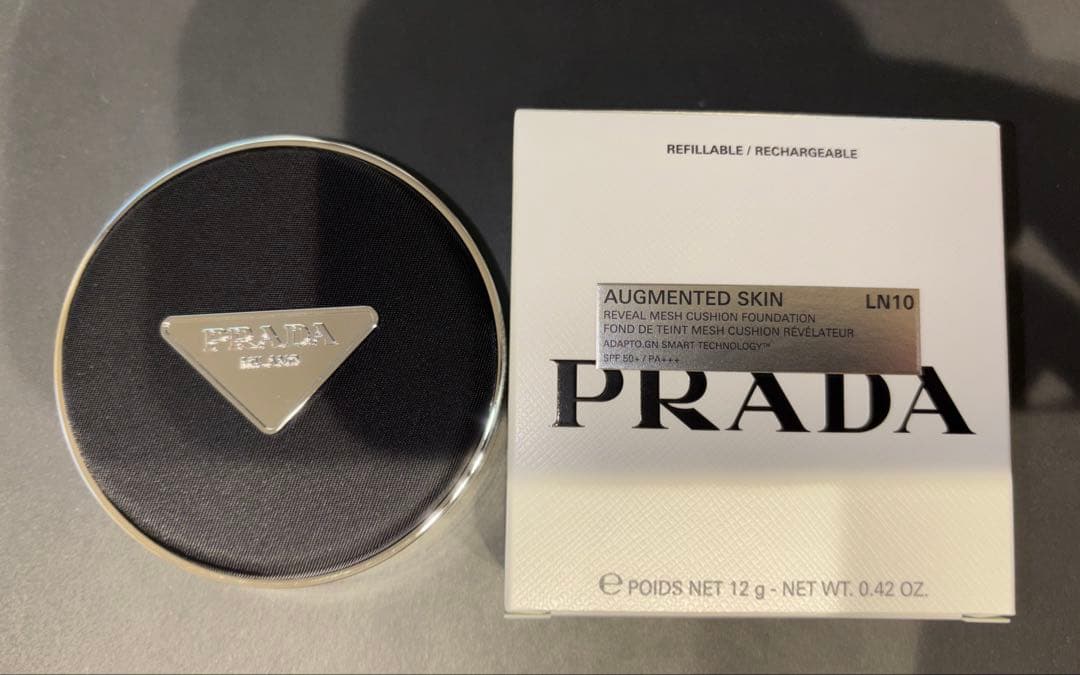 PRADA
MILANO
REFILLABLE / RECHARGEABLE
AUGMENTED SKIN LN10
REVEAL MESH CUSHION FOUNDATION
FOND DE TEINT MESH CUSHION RÉVÉLATEUR
ADAPTO.GN SMART TECHNOLOGY™
SPF 50+ / PA+++
PRADA
℮ POIDS NET 12 g - NET WT. 0.42 OZ.